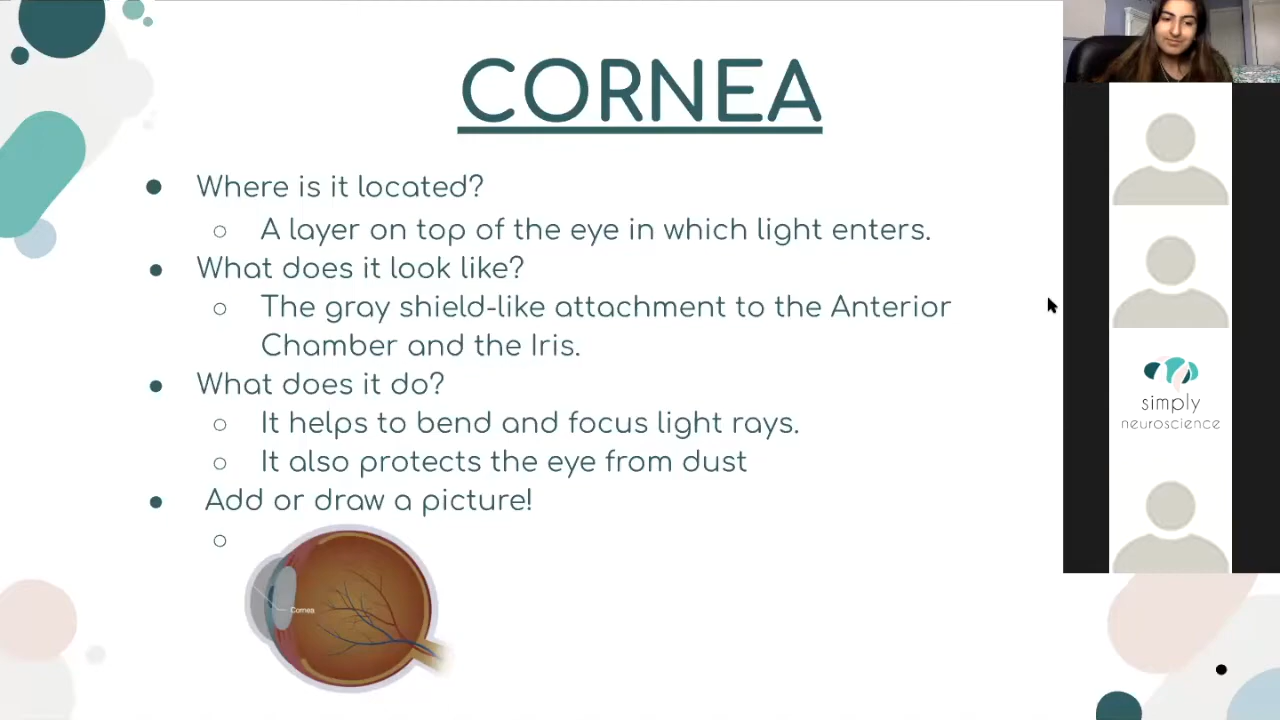 CORNEA
Where is it located?
A layer on top of the eye in which light enters.
What does it look like?
The gray shield-like attachment to the Anterior
Chamber and the Iris.
What does it do?
It helps to bend and focus light rays.
It also protects the eye from dust
Add or draw a picture!
Cornea
simply
neuroscience